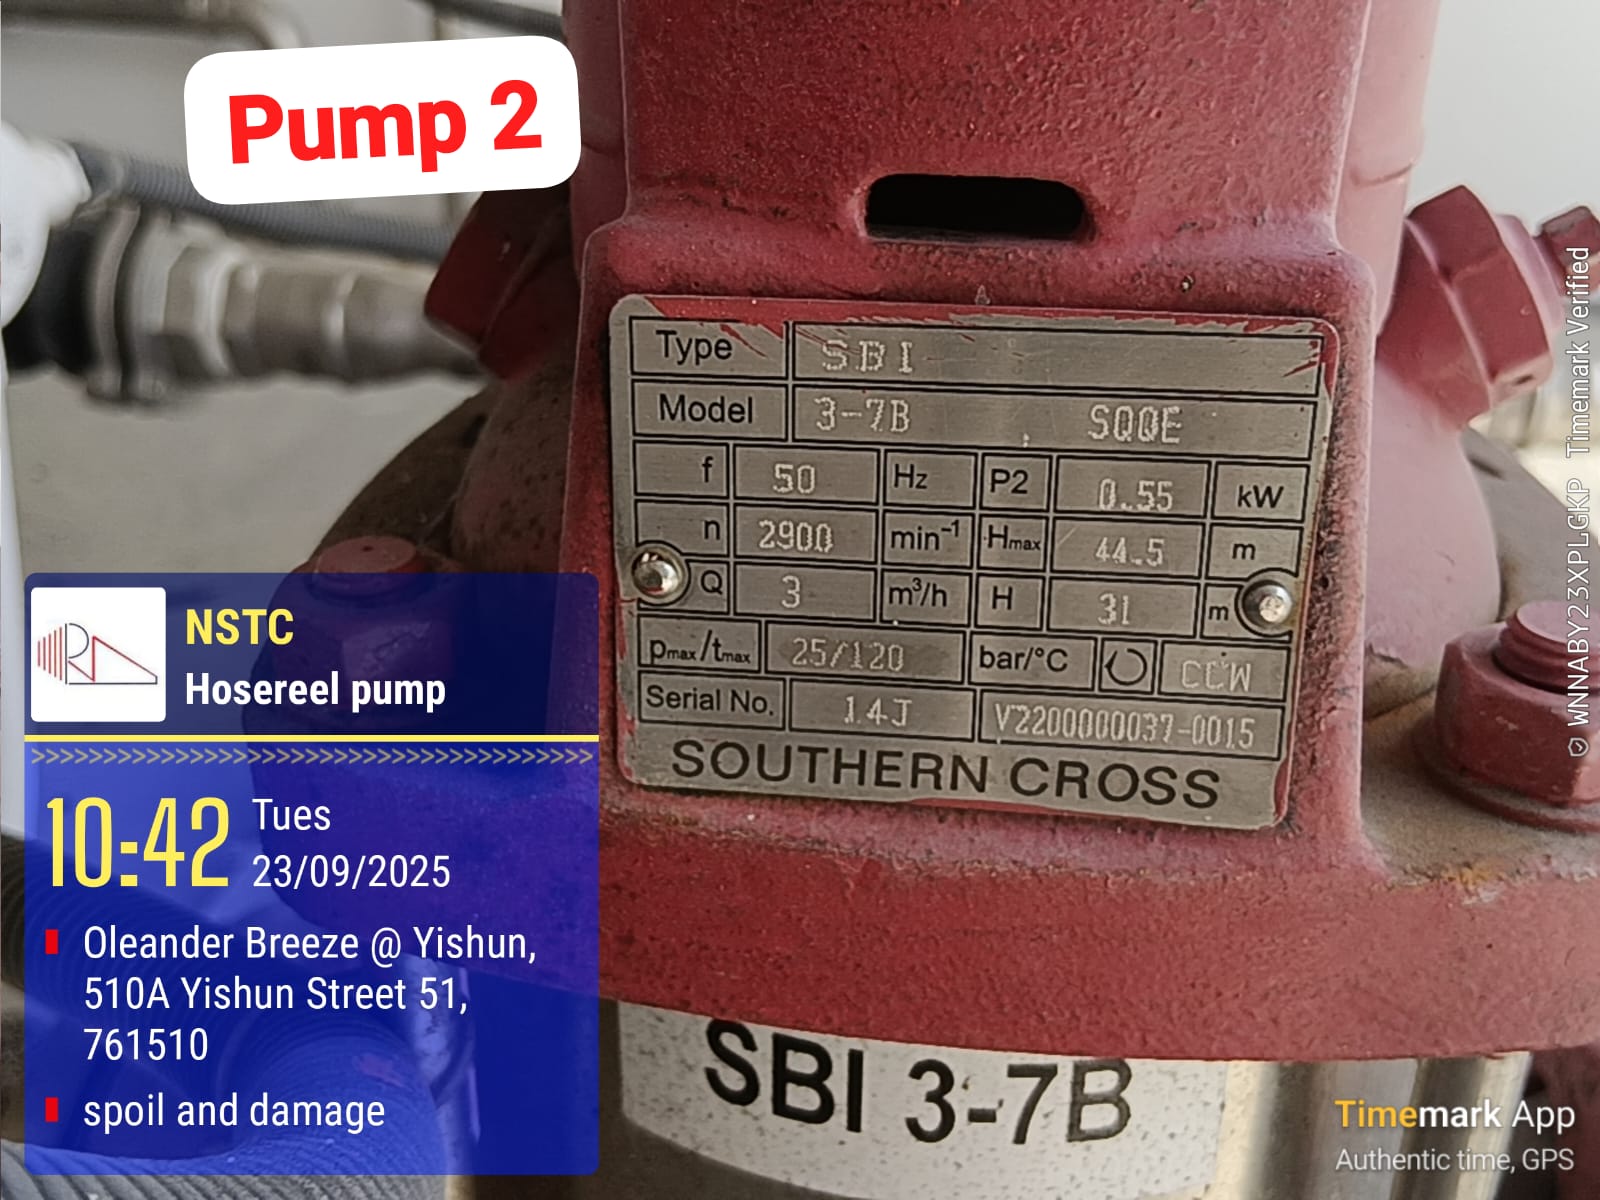 Pump 2
Type SBI
Model 3-7B SQQE
f 50 Hz P2 0.55 kW
n 2900 min⁻¹ Hmax 44.5 m
Q 3 m³/h H 31 m
pmax/tmax 25/120 bar/°C CCW
Serial No. 14J V2200000037-0015
SOUTHERN CROSS
SBI 3-7B
NSTC
Hosereel pump
>>>>>>>>>>>>>>>>>>>>>>>>>>>>>>>>>>>>>>>>
10:42
Tues
23/09/2025
Oleander Breeze @ Yishun,
510A Yishun Street 51,
761510
spoil and damage
WNNABY23XPLGKP Timemark Verified
Timemark App
Authentic time, GPS